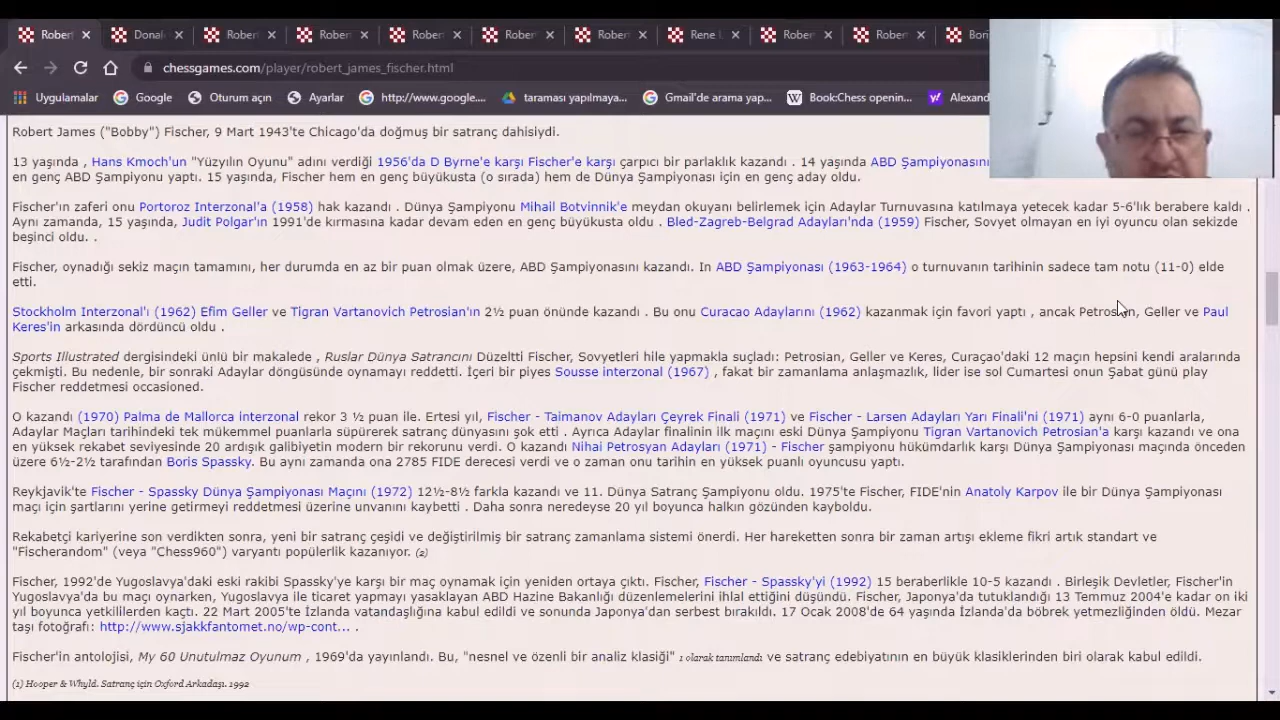 Robert
Donal
Robert
Robert
Robert
Robert
Robert
Rene L
Robert
Robert
Bori
chessgames.com/player/robert_james_fischer.html
Uygulamalar
Google
Oturum açın
Ayarlar
http://www.google....
taraması yapılmaya...
Gmail'de arama yap...
Book:Chess openin...
Alexand
Robert James ("Bobby") Fischer, 9 Mart 1943'te Chicago'da doğmuş bir satranç dahisiydi.
13 yaşında , Hans Kmoch'un "Yüzyılın Oyunu" adını verdiği 1956'da D Byrne'e karşı Fischer'e karşı çarpıcı bir parlaklık kazandı . 14 yaşında ABD Şampiyonasını
en genç ABD Şampiyonu yaptı. 15 yaşında, Fischer hem en genç büyükusta (o sırada) hem de Dünya Şampiyonası için en genç aday oldu.
Fischer'ın zaferi onu Portoroz Interzonal'a (1958) hak kazandı . Dünya Şampiyonu Mihail Botvinnik'e meydan okuyanı belirlemek için Adaylar Turnuvasına katılmaya yetecek kadar 5-6'lık berabere kaldı .
Aynı zamanda, 15 yaşında, Judit Polgar'ın 1991'de kırmasına kadar devam eden en genç büyükusta oldu . Bled-Zagreb-Belgrad Adayları'nda (1959) Fischer, Sovyet olmayan en iyi oyuncu olan sekizde
beşinci oldu. .
Fischer, oynadığı sekiz maçın tamamını, her durumda en az bir puan olmak üzere, ABD Şampiyonasını kazandı. In ABD Şampiyonası (1963-1964) o turnuvanın tarihinin sadece tam notu (11-0) elde
etti.
Stockholm Interzonal'ı (1962) Efim Geller ve Tigran Vartanovich Petrosian'ın 2½ puan önünde kazandı . Bu onu Curacao Adaylarını (1962) kazanmak için favori yaptı , ancak Petrosian, Geller ve Paul
Keres'in arkasında dördüncü oldu .
Sports Illustrated dergisindeki ünlü bir makalede , Ruslar Dünya Satrancını Düzeltti Fischer, Sovyetleri hile yapmakla suçladı: Petrosian, Geller ve Keres, Curaçao'daki 12 maçın hepsini kendi aralarında
çekmişti. Bu nedenle, bir sonraki Adaylar döngüsünde oynamayı reddetti. İçeri bir piyes Sousse interzonal (1967) , fakat bir zamanlama anlaşmazlık, lider ise sol Cumartesi onun Şabat günü play
Fischer reddetmesi occasioned.
O kazandı (1970) Palma de Mallorca interzonal rekor 3 ½ puan ile. Ertesi yıl, Fischer - Taimanov Adayları Çeyrek Finali (1971) ve Fischer - Larsen Adayları Yarı Finali'ni (1971) aynı 6-0 puanlarla,
Adaylar Maçları tarihindeki tek mükemmel puanlarla süpürerek satranç dünyasını şok etti . Ayrıca Adaylar finalinin ilk maçını eski Dünya Şampiyonu Tigran Vartanovich Petrosian'a karşı kazandı ve ona
en yüksek rekabet seviyesinde 20 ardışık galibiyetin modern bir rekorunu verdi. O kazandı Nihai Petrosyan Adayları (1971) - Fischer şampiyonu hükümdarlık karşı Dünya Şampiyonası maçında önceden
üzere 6½-2½ tarafından Boris Spassky. Bu aynı zamanda ona 2785 FIDE derecesi verdi ve o zaman onu tarihin en yüksek puanlı oyuncusu yaptı.
Reykjavik'te Fischer - Spassky Dünya Şampiyonası Maçını (1972) 12½-8½ farkla kazandı ve 11. Dünya Satranç Şampiyonu oldu. 1975'te Fischer, FIDE'nin Anatoly Karpov ile bir Dünya Şampiyonası
maçı için şartlarını yerine getirmeyi reddetmesi üzerine unvanını kaybetti . Daha sonra neredeyse 20 yıl boyunca halkın gözünden kayboldu.
Rekabetçi kariyerine son verdikten sonra, yeni bir satranç çeşidi ve değiştirilmiş bir satranç zamanlama sistemi önerdi. Her hareketten sonra bir zaman artışı ekleme fikri artık standart ve
"Fischerandom" (veya "Chess960") varyantı popülerlik kazanıyor. (2)
Fischer, 1992'de Yugoslavya'daki eski rakibi Spassky'ye karşı bir maç oynamak için yeniden ortaya çıktı. Fischer, Fischer - Spassky'yi (1992) 15 beraberlikle 10-5 kazandı . Birleşik Devletler, Fischer'in
Yugoslavya'da bu maçı oynarken, Yugoslavya ile ticaret yapmayı yasaklayan ABD Hazine Bakanlığı düzenlemelerini ihlal ettiğini düşündü. Fischer, Japonya'da tutuklandığı 13 Temmuz 2004'e kadar on iki
yıl boyunca yetkililerden kaçtı. 22 Mart 2005'te İzlanda vatandaşlığına kabul edildi ve sonunda Japonya'dan serbest bırakıldı. 17 Ocak 2008'de 64 yaşında İzlanda'da böbrek yetmezliğinden öldü. Mezar
taşı fotoğrafı: http://www.sjakkfantomet.no/wp-cont... .
Fischer'in antolojisi, My 60 Unutulmaz Oyunum , 1969'da yayınlandı. Bu, "nesnel ve özenli bir analiz klasiği" 1 olarak tanımlandı ve satranç edebiyatının en büyük klasiklerinden biri olarak kabul edildi.
(1) Hooper & Whyld. Satranç için Oxford Arkadaşı. 1992